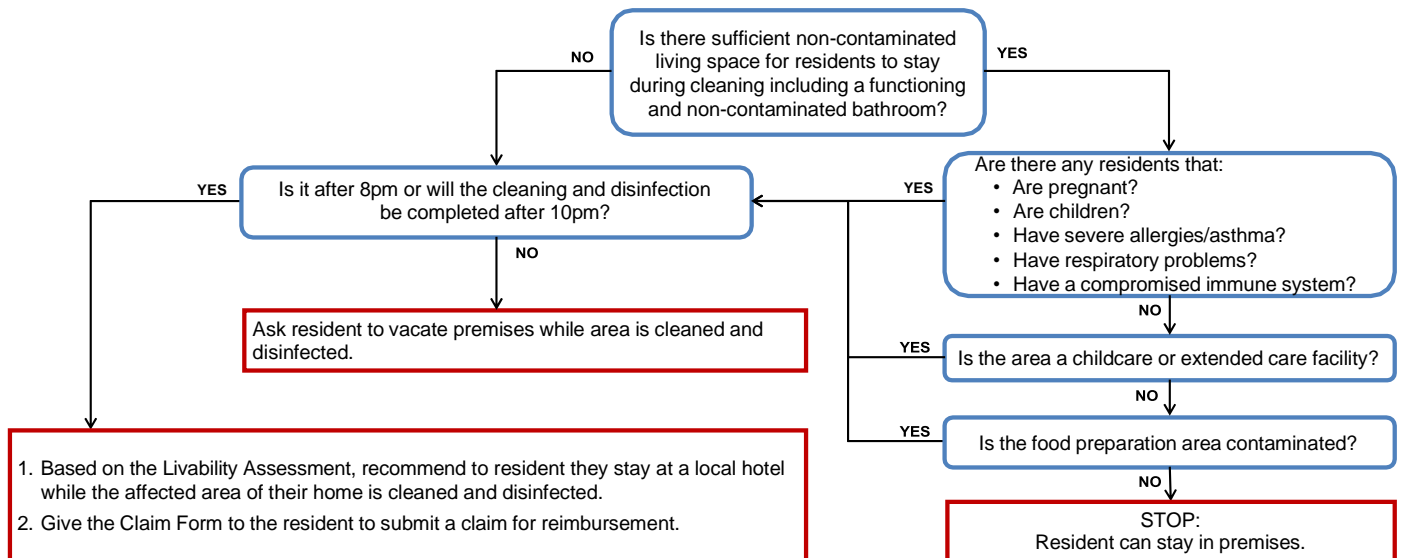 Is there sufficient non-contaminated
living space for residents to stay
during cleaning including a functioning
and non-contaminated bathroom?
NO
YES
Is it after 8pm or will the cleaning and disinfection
be completed after 10pm?
YES
NO
Are there any residents that:
• Are pregnant?
• Are children?
• Have severe allergies/asthma?
• Have respiratory problems?
• Have a compromised immune system?
YES
NO
Ask resident to vacate premises while area is cleaned and
disinfected.
Is the area a childcare or extended care facility?
YES
NO
Is the food preparation area contaminated?
YES
NO
1. Based on the Livability Assessment, recommend to resident they stay at a local hotel
while the affected area of their home is cleaned and disinfected.
2. Give the Claim Form to the resident to submit a claim for reimbursement.
STOP:
Resident can stay in premises.